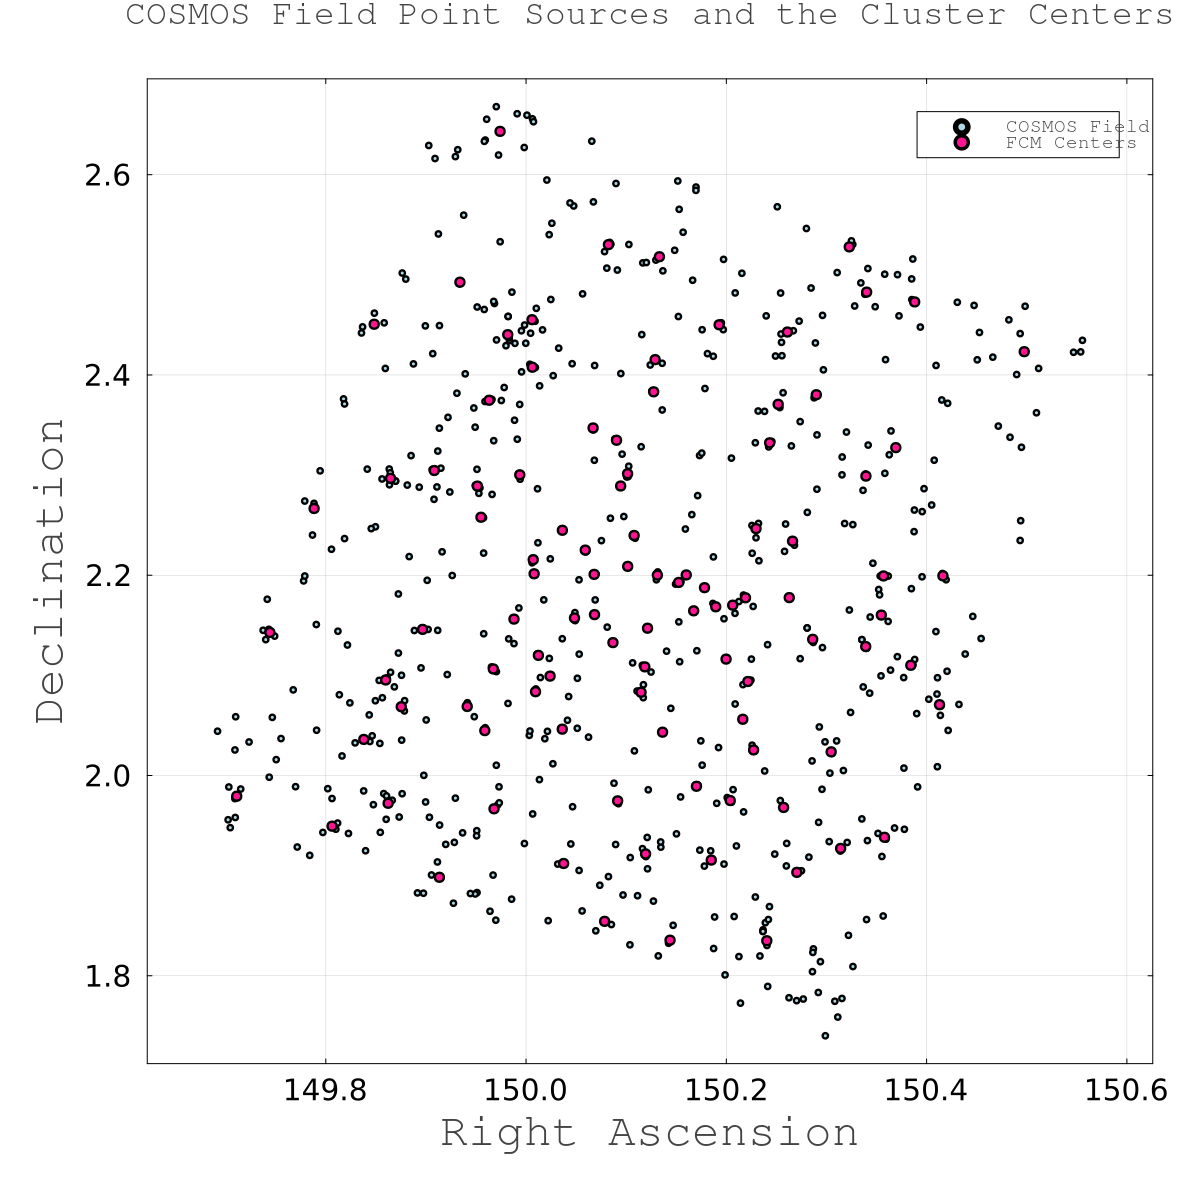 COSMOS Field Point Sources and the Cluster Centers
COSMOS Field
FCM Centers
2.6
2.4
2.2
2.0
1.8
Declination
149.8 150.0 150.2 150.4 150.6
Right Ascension